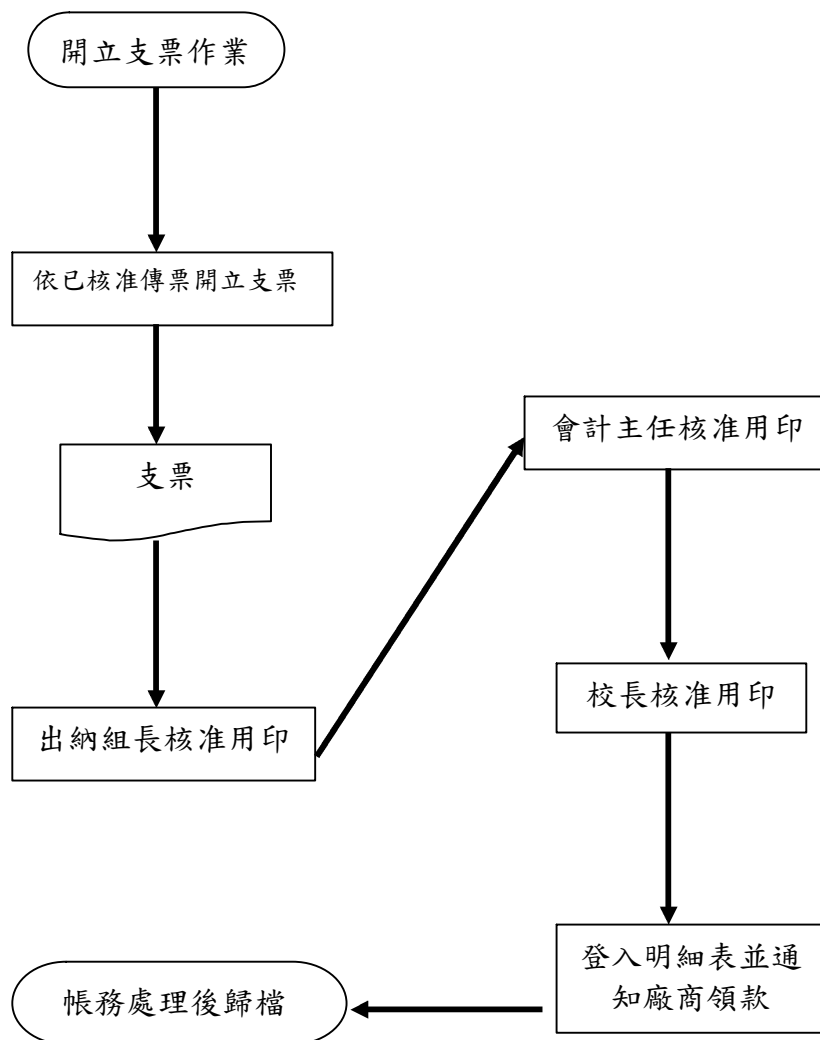 開立支票作業
依已核准傳票開立支票
支票
出納組長核准用印
會計主任核准用印
校長核准用印
登入明細表並通
知廠商領款
帳務處理後歸檔